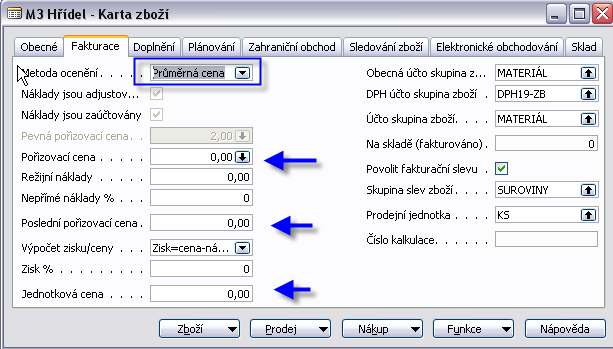 M3 Hřídel - Karta zboží
Obecné Fakturace Doplnění Plánování Zahraniční obchod Sledování zboží Elektronické obchodování Sklad
Metoda ocenění . . . . . Průměrná cena
Náklady jsou adjustov...
Náklady jsou zaúčtovány
Pevná pořizovací cena . . 2,00
Pořizovací cena . . . . . 0,00
Režijní náklady . . . . . 0,00
Nepřímé náklady % . . . 0
Poslední pořizovací cena. 0,00
Výpočet zisku/ceny . . . Zisk=cena-ná...
Zisk % . . . . . . . . . 0
Jednotková cena . . . . 0,00
Obecná účto skupina z... MATERIÁL
DPH účto skupina zboží . DPH19-ZB
Účto skupina zboží. . . . MATERIÁL
Na skladě (fakturováno) . 0
Povolit fakturační slevu .
Skupina slev zboží . . . . SUROVINY
Prodejní jednotka . . . . KS
Číslo kalkulace. . . . . .
Zboží Prodej Nákup Funkce Nápověda